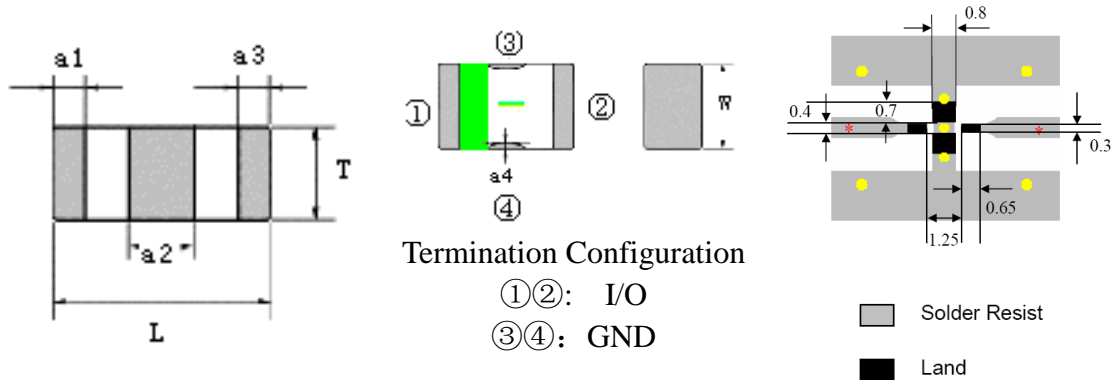 a1
a3
T
a2
L
③
①
②
W
a4
④
Termination Configuration
①②: I/O
③④：GND
0.8
0.4
0.7
*
*
0.3
0.65
1.25
Solder Resist
Land